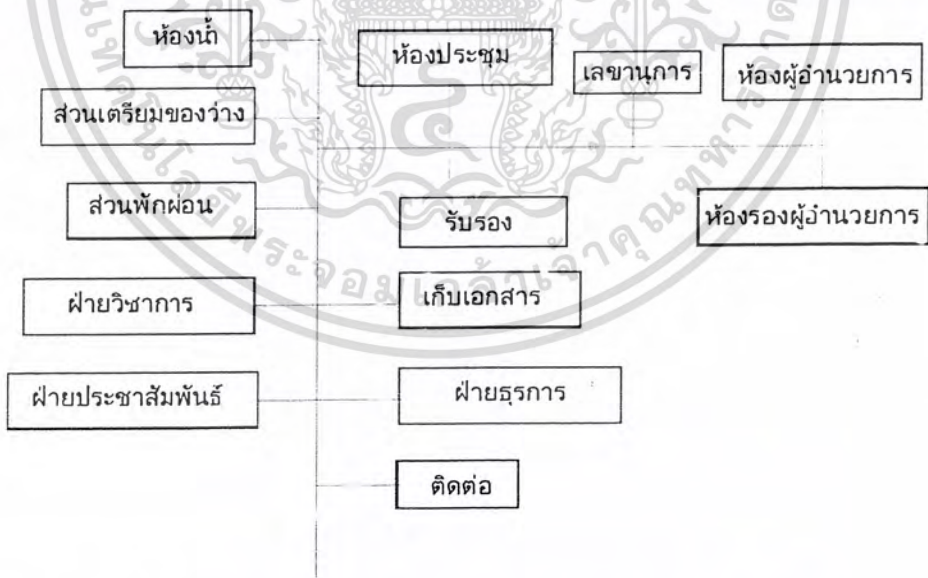 ห้องน้ำ
ห้องประชุม
เลขานุการ
ห้องผู้อำนวยการ
ส่วนเตรียมของว่าง
ส่วนพักผ่อน
รับรอง
ห้องรองผู้อำนวยการ
ฝ่ายวิชาการ
เก็บเอกสาร
ฝ่ายประชาสัมพันธ์
ฝ่ายธุรการ
ติดต่อ